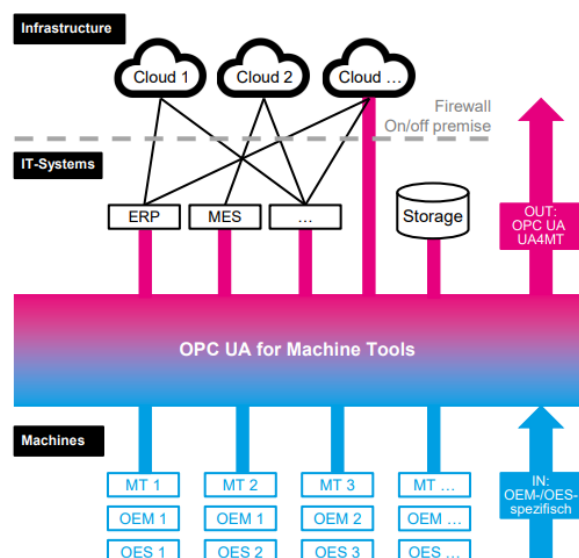 Infrastructure
Cloud 1
Cloud 2
Cloud ...
Firewall
On/off premise
IT-Systems
ERP
MES
...
Storage
OUT:
OPC UA
UA4MT
OPC UA for Machine Tools
Machines
MT 1
MT 2
MT 3
MT ...
IN:
OEM-/OES-
spezifisch
OEM 1
OEM 1
OEM 2
OEM ...
OES 1
OES 2
OES 3
OES ...